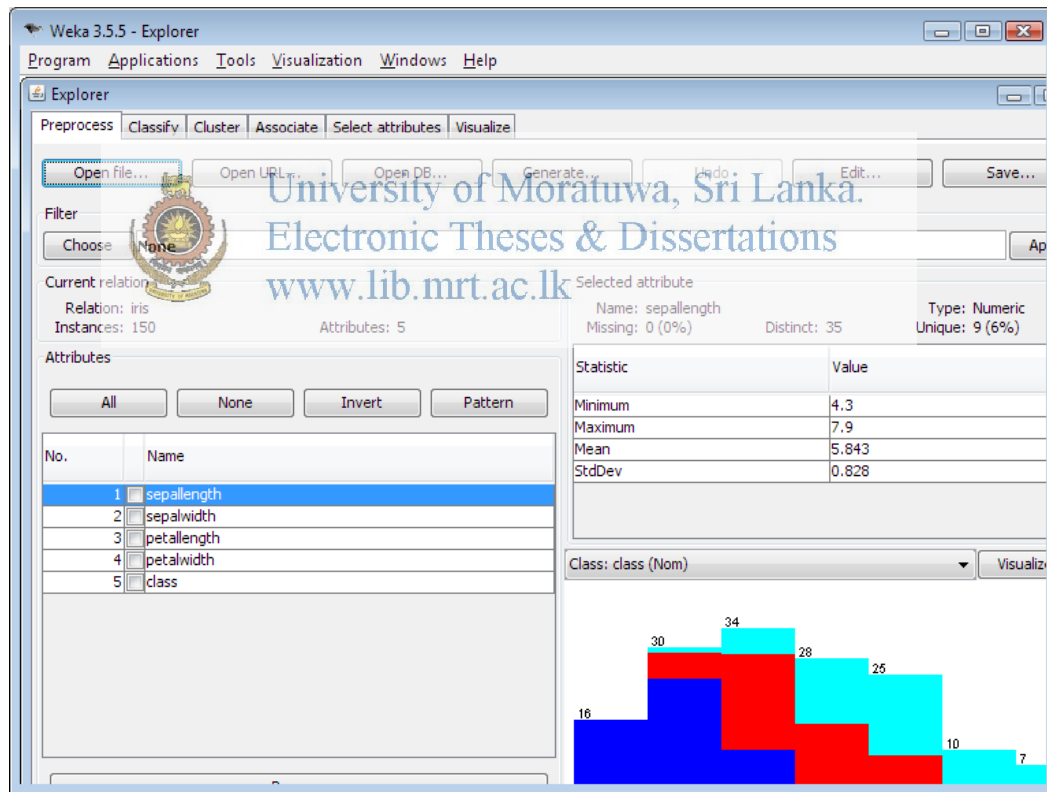 Weka 3.5.5 - Explorer
Program Applications Tools Visualization Windows Help
Explorer
Preprocess Classify Cluster Associate Select attributes Visualize
Open file... Open URL... Open DB... Generate... Undo Edit... Save...
University of Moratuwa, Sri Lanka.
Electronic Theses & Dissertations
www.lib.mrt.ac.lk
Filter
Choose None
Current relation
Relation: iris
Instances: 150 Attributes: 5
Selected attribute
Name: sepallength Type: Numeric
Missing: 0 (0%) Distinct: 35 Unique: 9 (6%)
Attributes
All None Invert Pattern
No. Name
1 sepallength
2 sepalwidth
3 petallength
4 petalwidth
5 class
Statistic Value
Minimum 4.3
Maximum 7.9
Mean 5.843
StdDev 0.828
Class: class (Nom) Visualiz
16 30 34 28 25 10 7